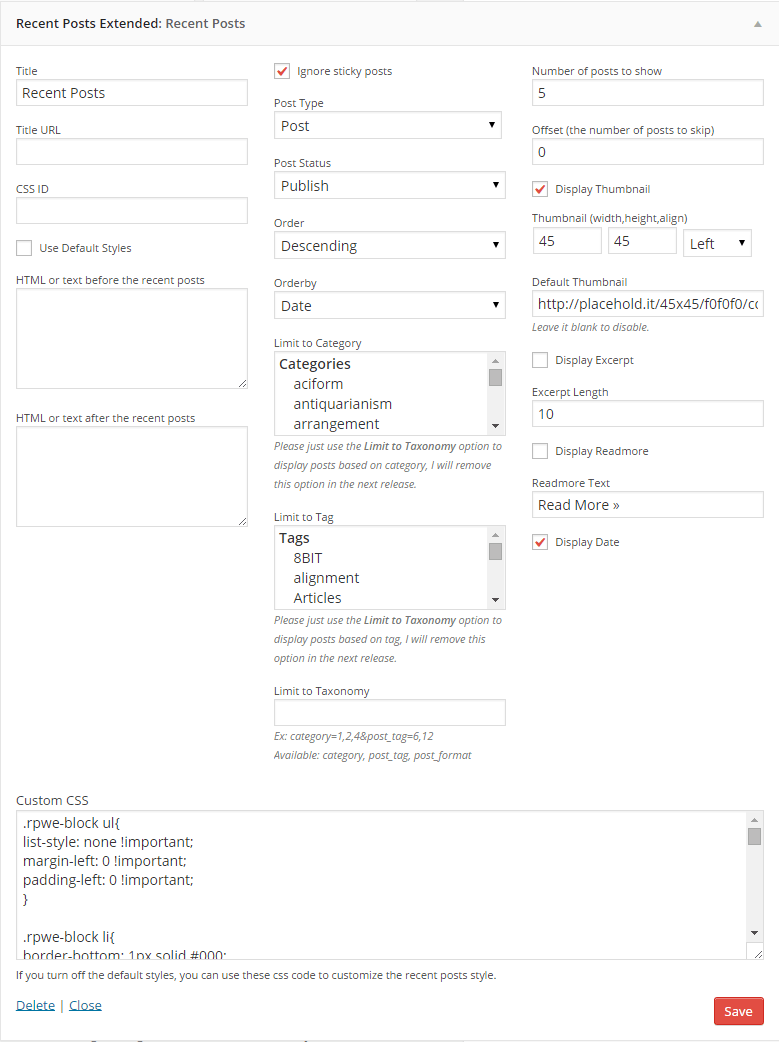 Recent Posts Extended: Recent Posts
Title
Recent Posts
Title URL
CSS ID
Use Default Styles
HTML or text before the recent posts
HTML or text after the recent posts
Ignore sticky posts
Post Type
Post
Post Status
Publish
Order
Descending
Orderby
Date
Limit to Category
Categories
aciform
antiquarianism
arrangement
Please just use the Limit to Taxonomy option to
display posts based on category, I will remove
this option in the next release.
Limit to Tag
Tags
8BIT
alignment
Articles
Please just use the Limit to Taxonomy option to
display posts based on tag, I will remove this
option in the next release.
Limit to Taxonomy
Ex: category=1,2,4&post_tag=6,12
Available: category, post_tag, post_format
Number of posts to show
5
Offset (the number of posts to skip)
0
Display Thumbnail
Thumbnail (width,height,align)
45 45 Left
Default Thumbnail
http://placehold.it/45x45/f0f0f0/cc
Leave it blank to disable.
Display Excerpt
Excerpt Length
10
Display Readmore
Readmore Text
Read More »
Display Date
Custom CSS
.rpwe-block ul{
list-style: none !important;
margin-left: 0 !important;
padding-left: 0 !important;
}
.rpwe-block li{
border-bottom: 1px solid #000;
If you turn off the default styles, you can use these css code to customize the recent posts style.
Delete | Close
Save